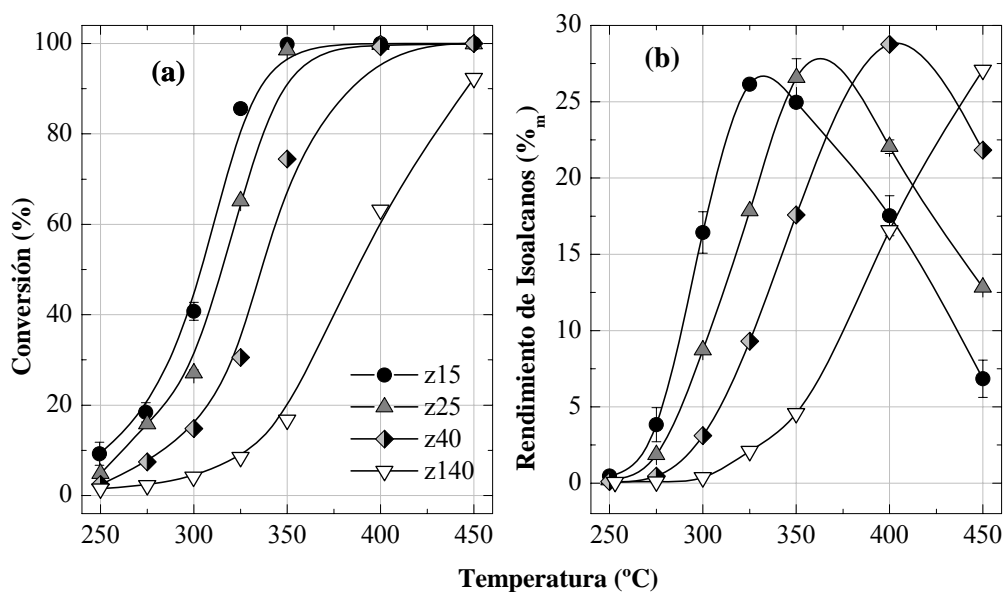 (a)
100
80
60
40
20
0
Conversión (%)
z15
z25
z40
z140
250 300 350 400 450
(b)
30
25
20
15
10
5
0
Rendimiento de Isoalcanos (%m)
250 300 350 400 450
Temperatura (ºC)